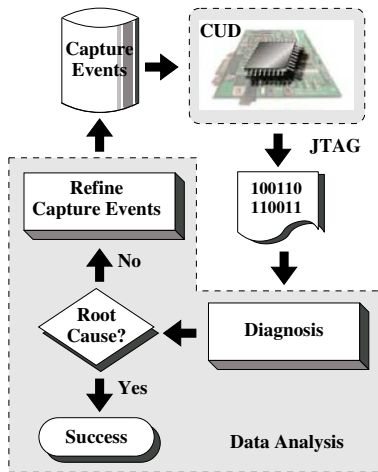 Capture
Events
CUD
JTAG
100110
110011
Refine
Capture Events
No
Root
Cause?
Diagnosis
Yes
Success
Data Analysis